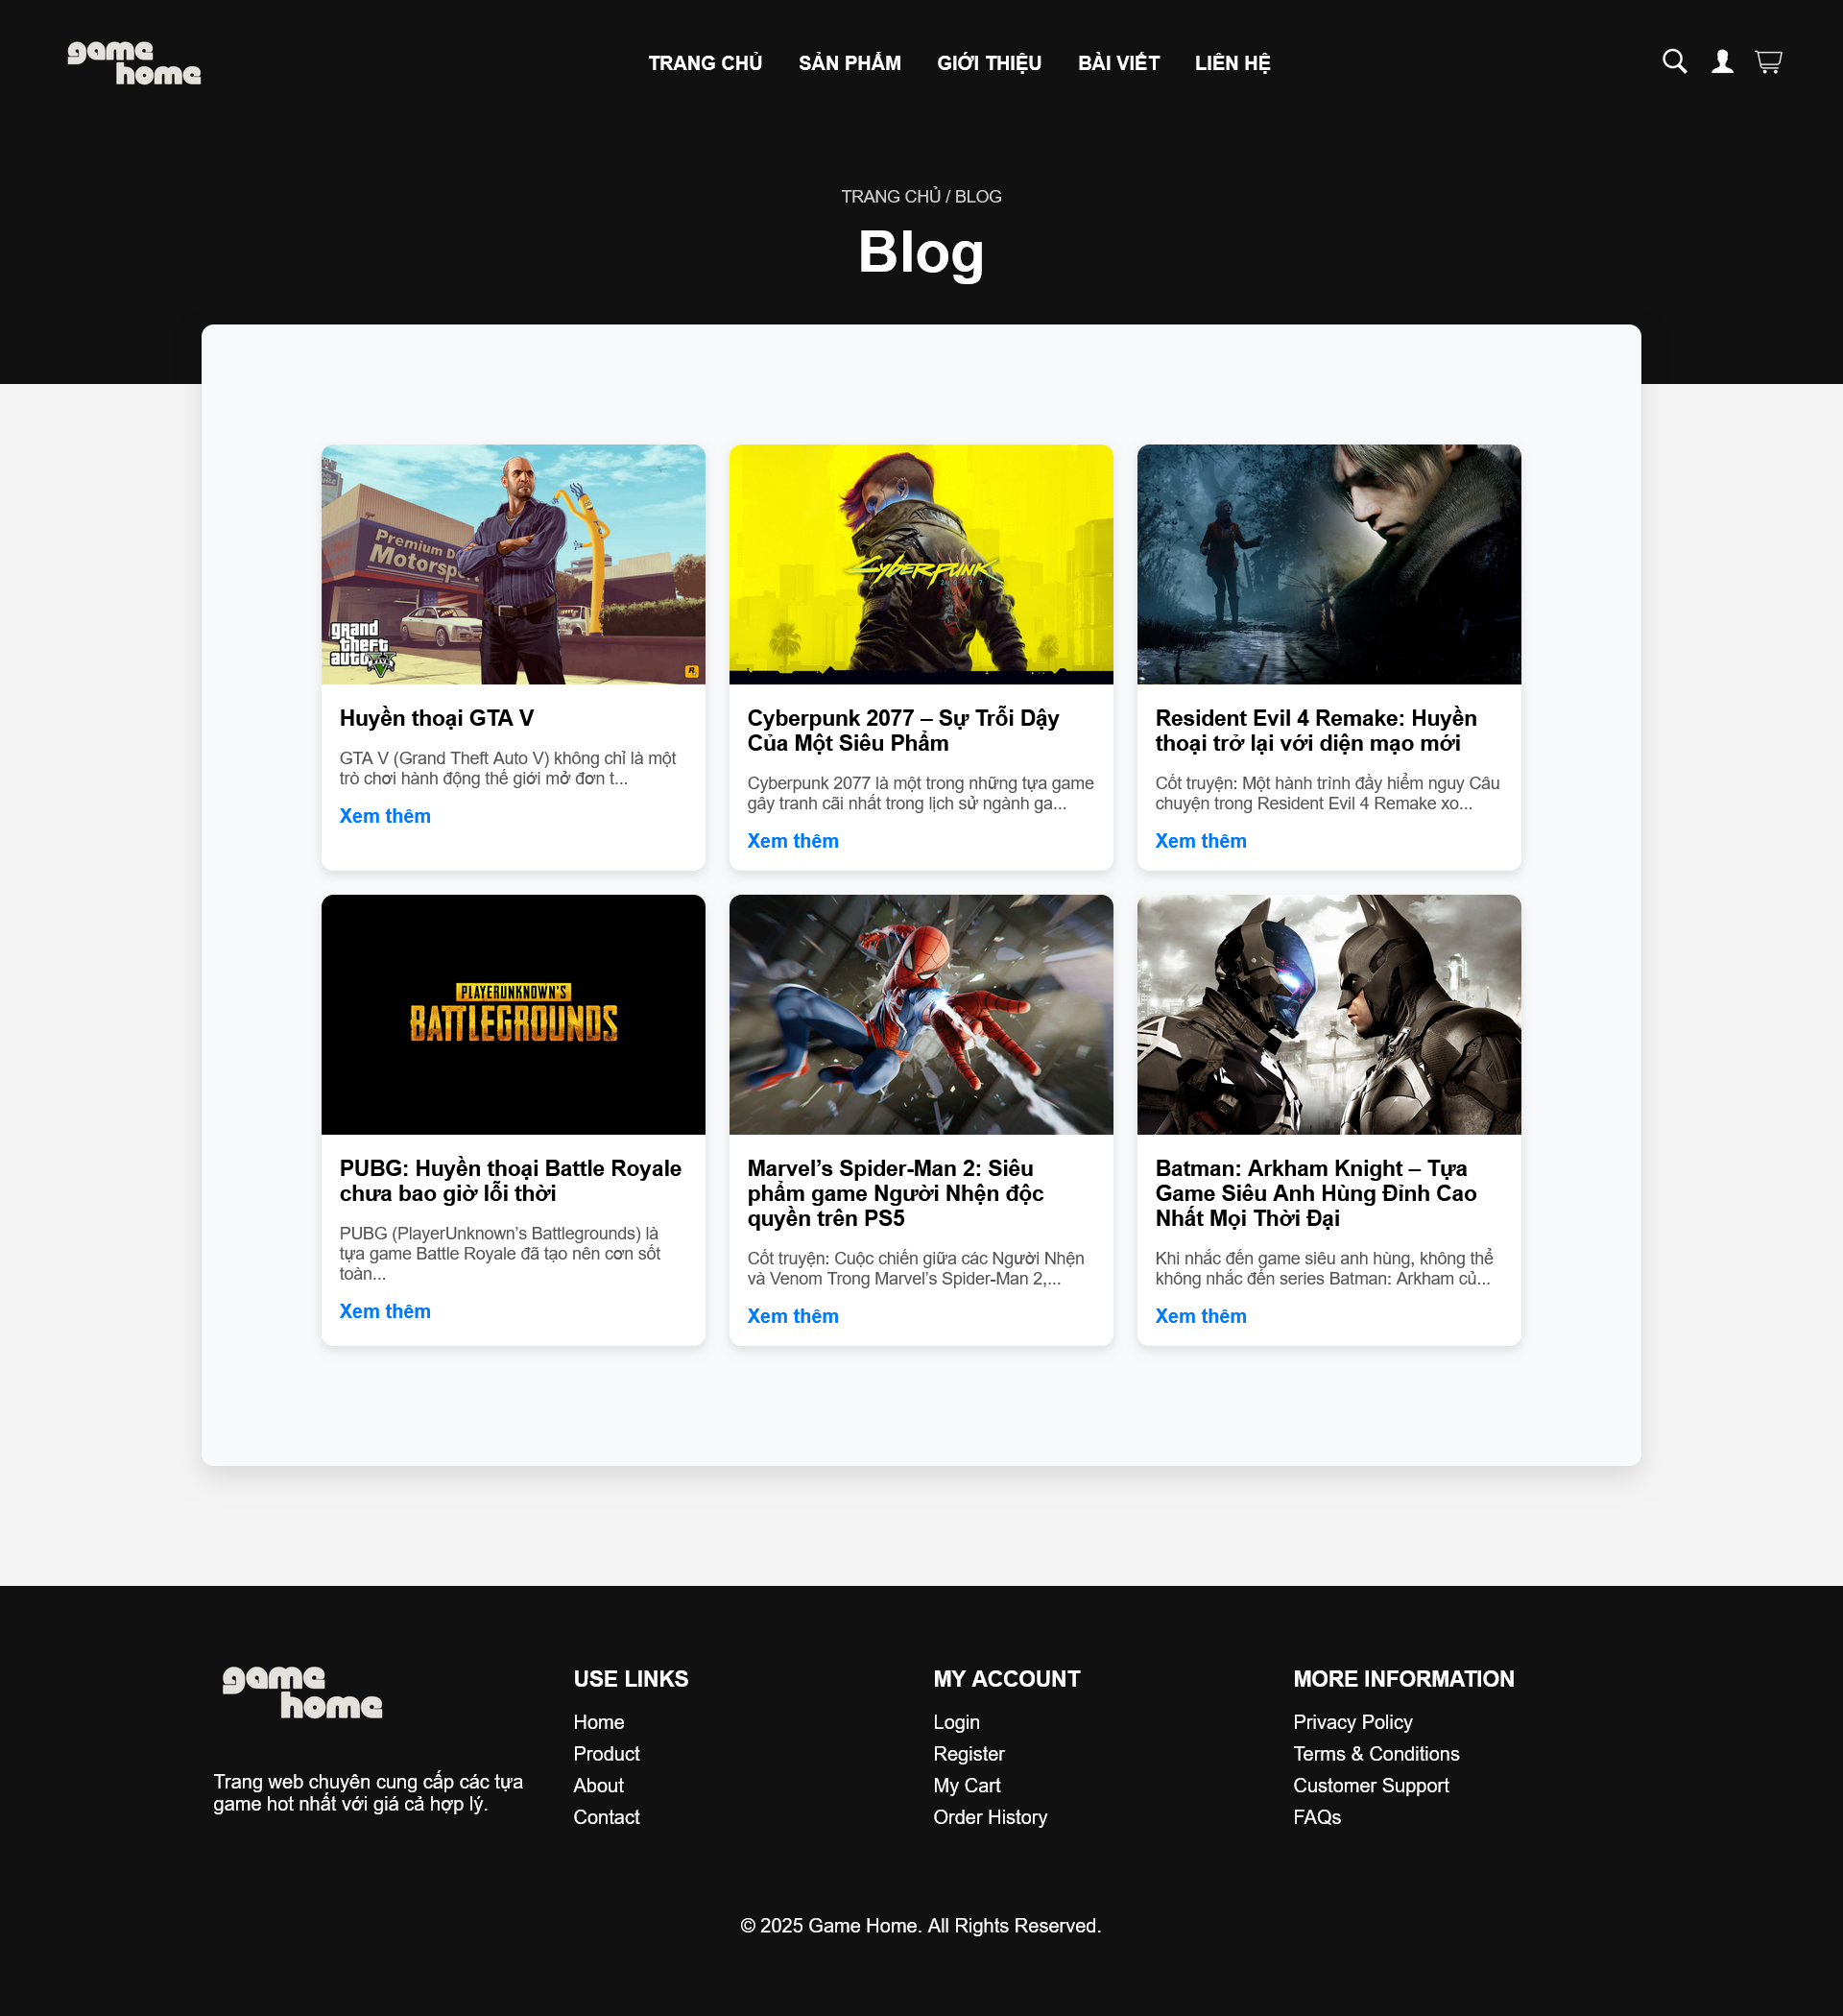 game
home
TRANG CHỦ SẢN PHẨM GIỚI THIỆU BÀI VIẾT LIÊN HỆ
TRANG CHỦ / BLOG
Blog
Premium D
Motorsp
grand
theft
auto V
R
Huyền thoại GTA V
GTA V (Grand Theft Auto V) không chỉ là một
trò chơi hành động thế giới mở đơn t...
Xem thêm
Cyberpunk
2077
Cyberpunk 2077 – Sự Trỗi Dậy
Của Một Siêu Phẩm
Cyberpunk 2077 là một trong những tựa game
gây tranh cãi nhất trong lịch sử ngành ga...
Xem thêm
Resident Evil 4 Remake: Huyền
thoại trở lại với diện mạo mới
Cốt truyện: Một hành trình đầy hiểm nguy Câu
chuyện trong Resident Evil 4 Remake xo...
Xem thêm
PLAYERUNKNOWN'S
BATTLEGROUNDS
PUBG: Huyền thoại Battle Royale
chưa bao giờ lỗi thời
PUBG (PlayerUnknown’s Battlegrounds) là
tựa game Battle Royale đã tạo nên cơn sốt
toàn...
Xem thêm
Marvel’s Spider-Man 2: Siêu
phẩm game Người Nhện độc
quyền trên PS5
Cốt truyện: Cuộc chiến giữa các Người Nhện
và Venom Trong Marvel’s Spider-Man 2,...
Xem thêm
Batman: Arkham Knight – Tựa
Game Siêu Anh Hùng Đỉnh Cao
Nhất Mọi Thời Đại
Khi nhắc đến game siêu anh hùng, không thể
không nhắc đến series Batman: Arkham củ...
Xem thêm
game
home
Trang web chuyên cung cấp các tựa
game hot nhất với giá cả hợp lý.
USE LINKS
Home
Product
About
Contact
MY ACCOUNT
Login
Register
My Cart
Order History
MORE INFORMATION
Privacy Policy
Terms & Conditions
Customer Support
FAQs
© 2025 Game Home. All Rights Reserved.